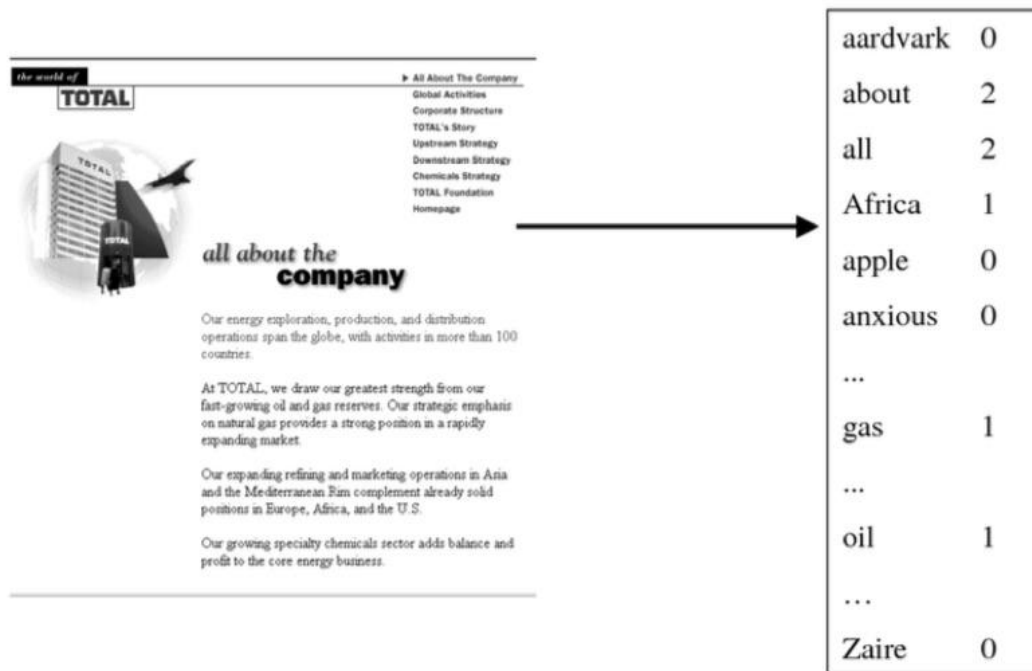 the world of
TOTAL
▶ All About The Company
Global Activities
Corporate Structure
TOTAL's Story
Upstream Strategy
Downstream Strategy
Chemicals Strategy
TOTAL Foundation
Homepage
TOTAL
TOTAL
all about the
company
Our energy exploration, production, and distribution
operations span the globe, with activities in more than 100
countries.
At TOTAL, we draw our greatest strength from our
fast-growing oil and gas reserves. Our strategic emphasis
on natural gas provides a strong position in a rapidly
expanding market.
Our expanding refining and marketing operations in Asia
and the Mediterranean Rim complement already solid
positions in Europe, Africa, and the U.S.
Our growing specialty chemicals sector adds balance and
profit to the core energy business.
aardvark 0
about 2
all 2
Africa 1
apple 0
anxious 0
...
gas 1
...
oil 1
...
Zaire 0